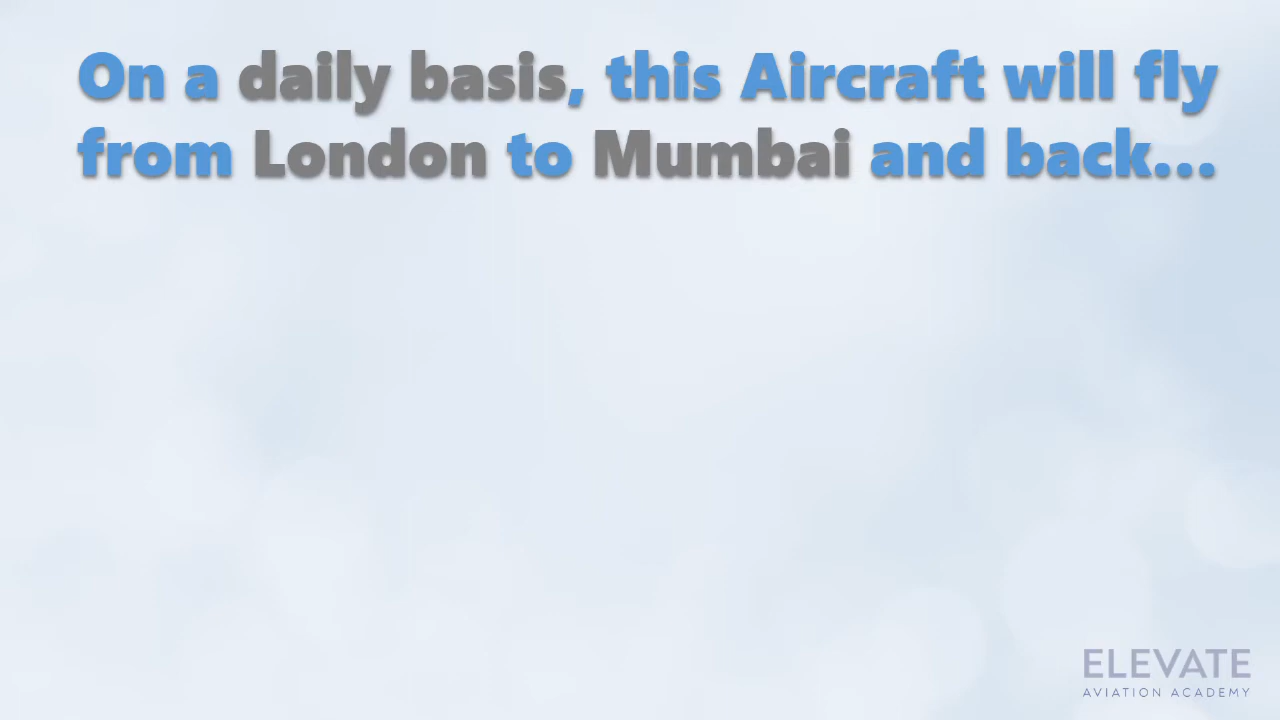 On a daily basis, this Aircraft will fly
from London to Mumbai and back...
ELEVATE
AVIATION ACADEMY